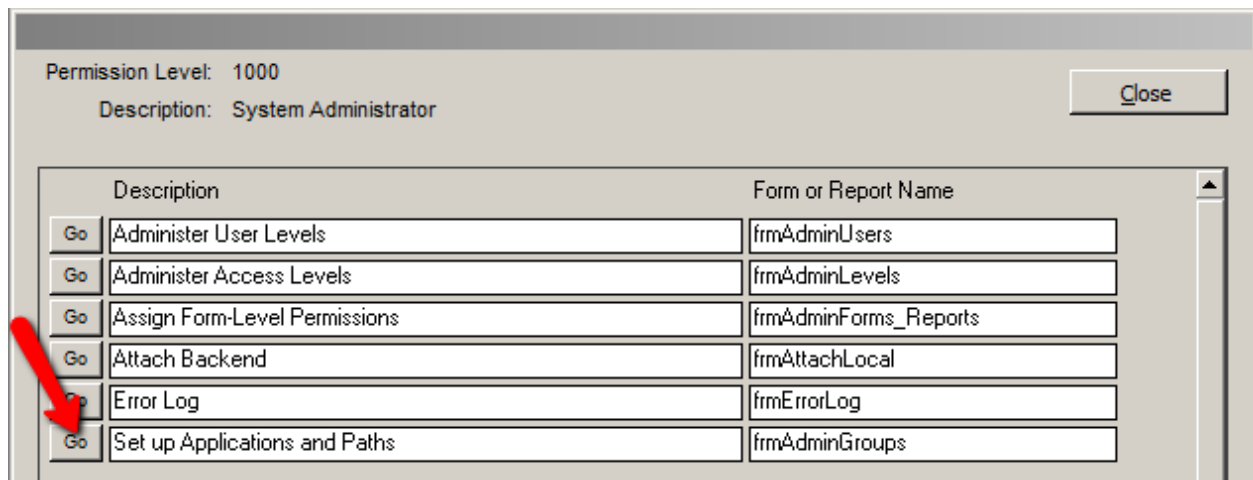 Permission Level: 1000
Close
Description: System Administrator
Description Form or Report Name
Go Administer User Levels frmAdminUsers
Go Administer Access Levels frmAdminLevels
Go Assign Form-Level Permissions frmAdminForms_Reports
Go Attach Backend frmAttachLocal
Error Log frmErrorLog
Go Set up Applications and Paths frmAdminGroups